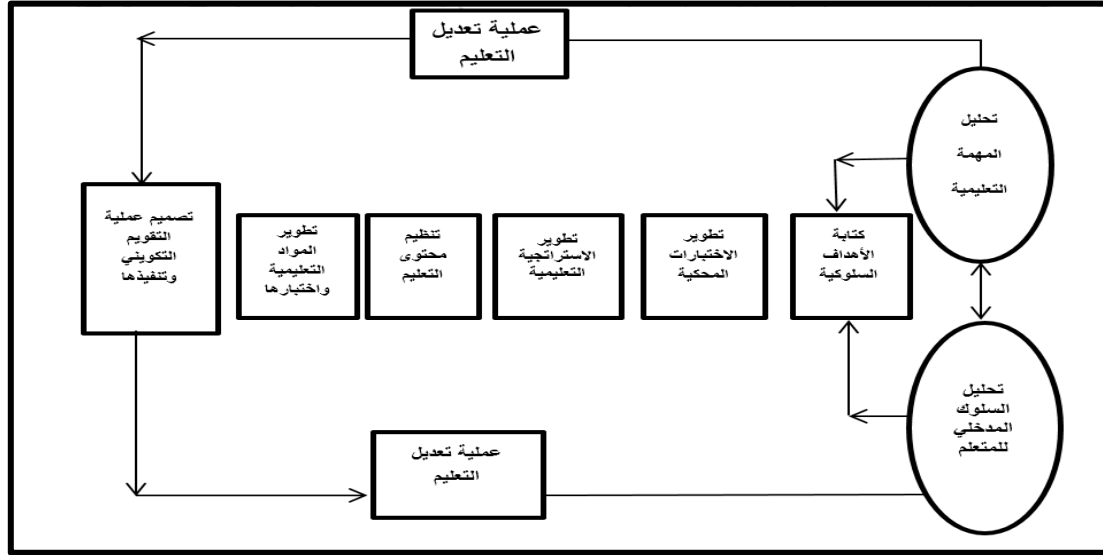 عملية تعديل
التعليم
تحليل
المهمة
التعليمية
كتابة
الأهداف
السلوكية
تطوير
الاختبارات
المحكية
تطوير
الاستراتجية
التعليمية
تنظيم
محتوى
التعليم
تطوير
المواد
التعليمية
واختبارها
تصميم عملية
التقويم
التكويني
وتنفيذها
تحليل
السلوك
المدخلي
للمتعلم
عملية تعديل
التعليم